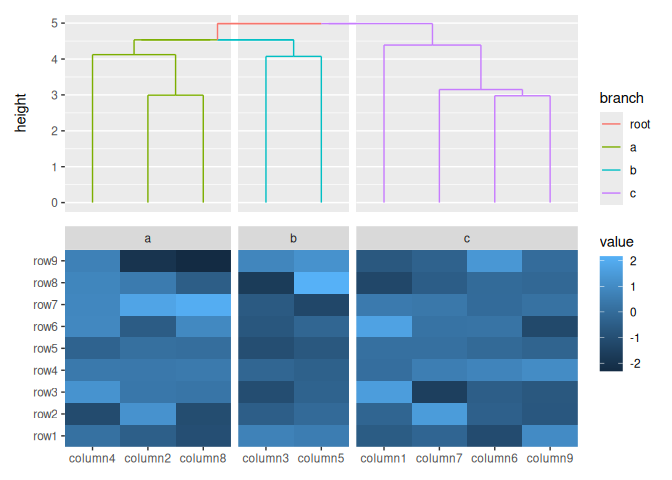 5
4
3
2
1
0
height
branch
root
a
b
c
a b c
row9
row8
row7
row6
row5
row4
row3
row2
row1
column4 column2 column8 column3 column5 column1 column7 column6 column9
value
2
1
0
-1
-2